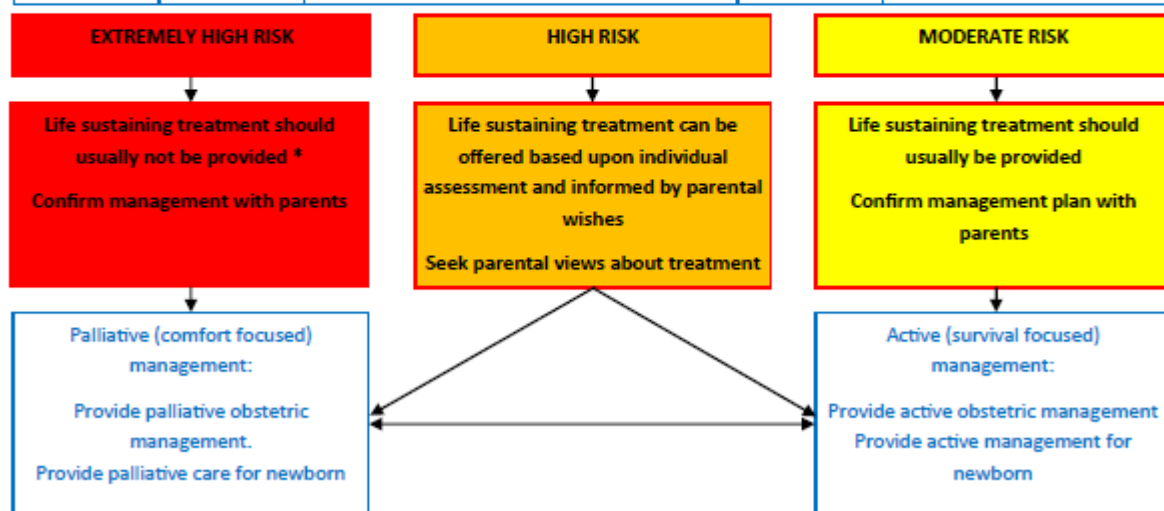 EXTREMELY HIGH RISK
HIGH RISK
MODERATE RISK
Life sustaining treatment should
usually not be provided *
Confirm management with parents
Life sustaining treatment can be
offered based upon individual
assessment and informed by parental
wishes
Seek parental views about treatment
Life sustaining treatment should
usually be provided
Confirm management plan with
parents
Palliative (comfort focused)
management:
Provide palliative obstetric
management.
Provide palliative care for newborn
Active (survival focused)
management:
Provide active obstetric management
Provide active management for
newborn